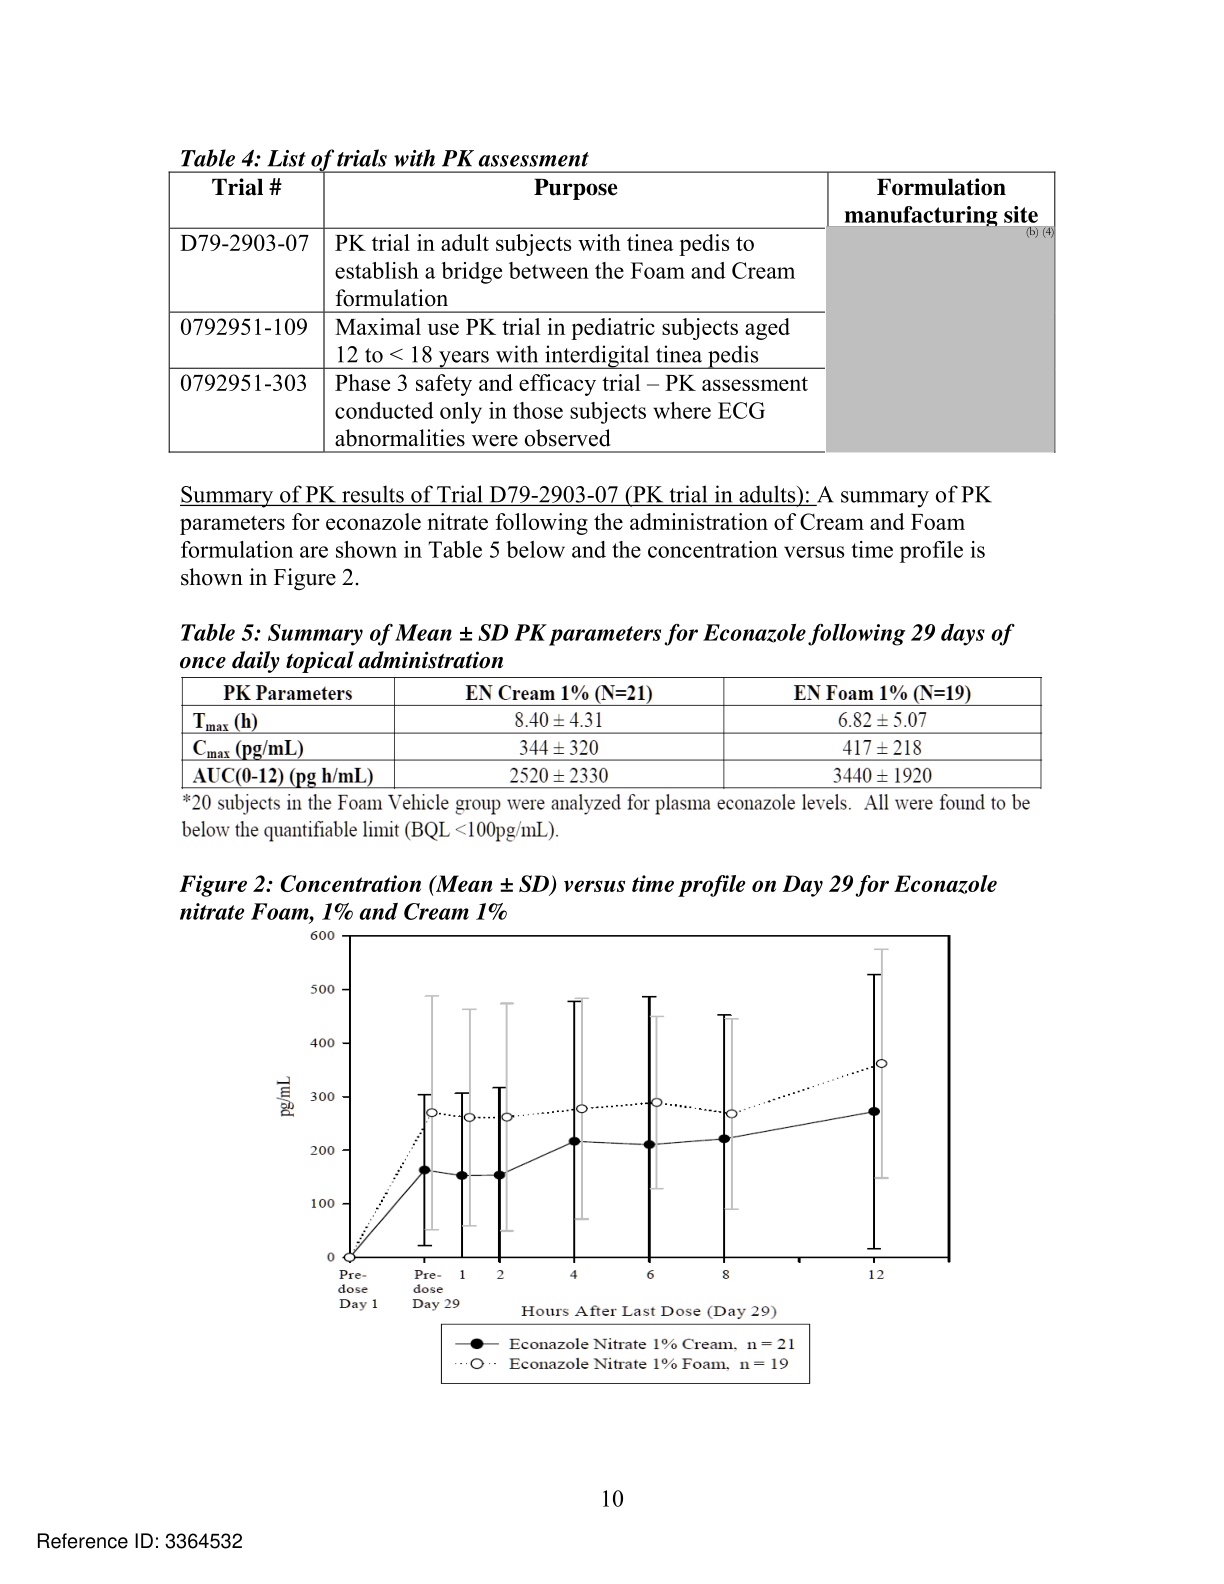 Table 4: List of trials with PK assessment
Trial # Purpose Formulation
manufacturing site
(b) (4)
D79-2903-07 PK trial in adult subjects with tinea pedis to
establish a bridge between the Foam and Cream
formulation
0792951-109 Maximal use PK trial in pediatric subjects aged
12 to < 18 years with interdigital tinea pedis
0792951-303 Phase 3 safety and efficacy trial – PK assessment
conducted only in those subjects where ECG
abnormalities were observed
Summary of PK results of Trial D79-2903-07 (PK trial in adults): A summary of PK
parameters for econazole nitrate following the administration of Cream and Foam
formulation are shown in Table 5 below and the concentration versus time profile is
shown in Figure 2.
Table 5: Summary of Mean ± SD PK parameters for Econazole following 29 days of
once daily topical administration
PK Parameters EN Cream 1% (N=21) EN Foam 1% (N=19)
Tmax (h) 8.40 ± 4.31 6.82 ± 5.07
Cmax (pg/mL) 344 ± 320 417 ± 218
AUC(0-12) (pg h/mL) 2520 ± 2330 3440 ± 1920
*20 subjects in the Foam Vehicle group were analyzed for plasma econazole levels. All were found to be
below the quantifiable limit (BQL <100pg/mL).
Figure 2: Concentration (Mean ± SD) versus time profile on Day 29 for Econazole
nitrate Foam, 1% and Cream 1%
600
500
400
300
200
100
0
pg/mL
Pre- Pre- 1 2 4 6 8 12
dose dose
Day 1 Day 29
Hours After Last Dose (Day 29)
Econazole Nitrate 1% Cream, n = 21
Econazole Nitrate 1% Foam, n = 19
10
Reference ID: 3364532